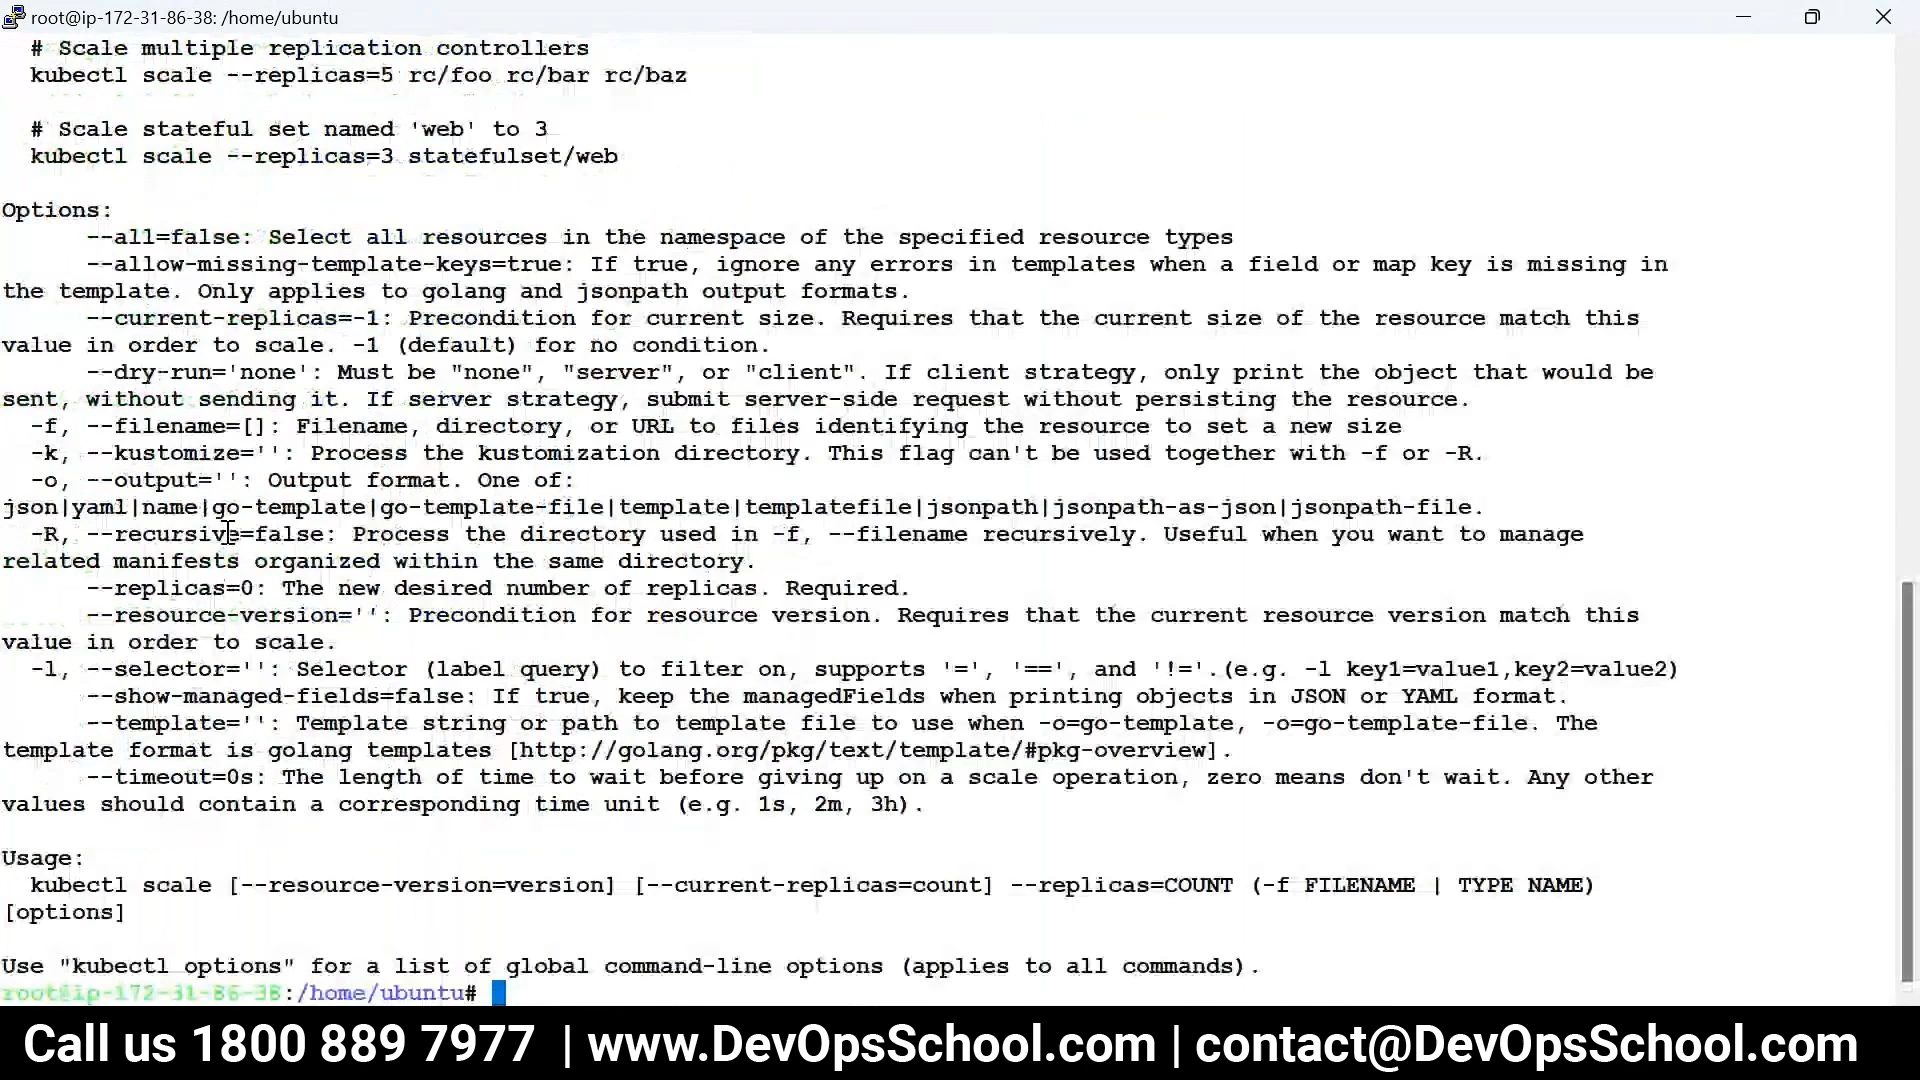 root@ip-172-31-86-38: /home/ubuntu
# Scale multiple replication controllers
kubectl scale --replicas=5 rc/foo rc/bar rc/baz
# Scale stateful set named 'web' to 3
kubectl scale --replicas=3 statefulset/web
Options:
--all=false: Select all resources in the namespace of the specified resource types
--allow-missing-template-keys=true: If true, ignore any errors in templates when a field or map key is missing in
the template. Only applies to golang and jsonpath output formats.
--current-replicas=-1: Precondition for current size. Requires that the current size of the resource match this
value in order to scale. -1 (default) for no condition.
--dry-run='none': Must be "none", "server", or "client". If client strategy, only print the object that would be
sent, without sending it. If server strategy, submit server-side request without persisting the resource.
-f, --filename=[]: Filename, directory, or URL to files identifying the resource to set a new size
-k, --kustomize='': Process the kustomization directory. This flag can't be used together with -f or -R.
-o, --output='': Output format. One of:
json|yaml|name|go-template|go-template-file|template|templatefile|jsonpath|jsonpath-as-json|jsonpath-file.
-R, --recursive=false: Process the directory used in -f, --filename recursively. Useful when you want to manage
related manifests organized within the same directory.
--replicas=0: The new desired number of replicas. Required.
--resource-version='': Precondition for resource version. Requires that the current resource version match this
value in order to scale.
-l, --selector='': Selector (label query) to filter on, supports '=', '==', and '!='.(e.g. -l key1=value1,key2=value2)
--show-managed-fields=false: If true, keep the managedFields when printing objects in JSON or YAML format.
--template='': Template string or path to template file to use when -o=go-template, -o=go-template-file. The
template format is golang templates [http://golang.org/pkg/text/template/#pkg-overview].
--timeout=0s: The length of time to wait before giving up on a scale operation, zero means don't wait. Any other
values should contain a corresponding time unit (e.g. 1s, 2m, 3h).
Usage:
kubectl scale [--resource-version=version] [--current-replicas=count] --replicas=COUNT (-f FILENAME | TYPE NAME)
[options]
Use "kubectl options" for a list of global command-line options (applies to all commands).
root@ip-172-31-86-38:/home/ubuntu#
Call us 1800 889 7977 | www.DevOpsSchool.com | contact@DevOpsSchool.com